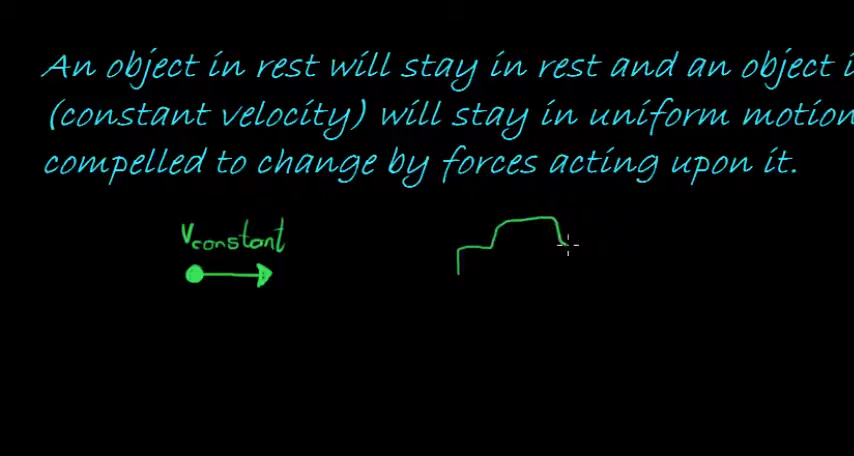 An object in rest will stay in rest and an object i
(constant velocity) will stay in uniform motion
compelled to change by forces acting upon it.
Vconstant